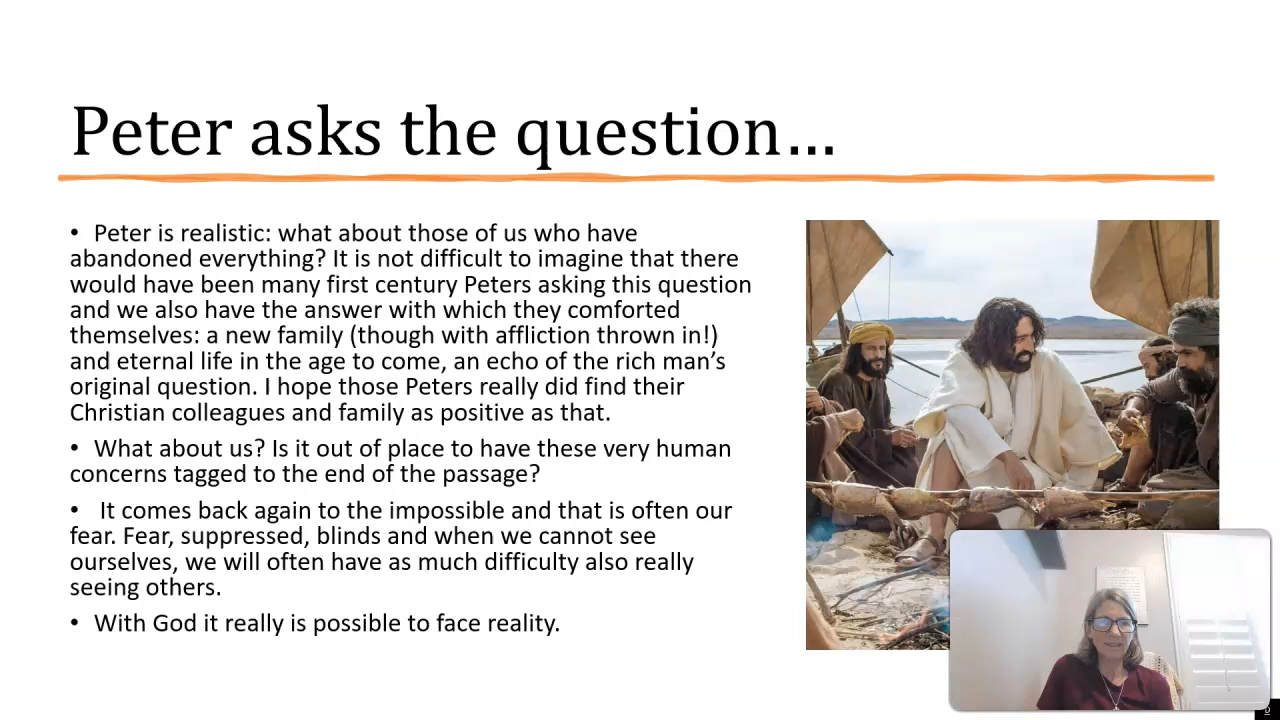 Peter asks the question…
• Peter is realistic: what about those of us who have
abandoned everything? It is not difficult to imagine that there
would have been many first century Peters asking this question
and we also have the answer with which they comforted
themselves: a new family (though with affliction thrown in!)
and eternal life in the age to come, an echo of the rich man’s
original question. I hope those Peters really did find their
Christian colleagues and family as positive as that.
• What about us? Is it out of place to have these very human
concerns tagged to the end of the passage?
• It comes back again to the impossible and that is often our
fear. Fear, suppressed, blinds and when we cannot see
ourselves, we will often have as much difficulty also really
seeing others.
• With God it really is possible to face reality.